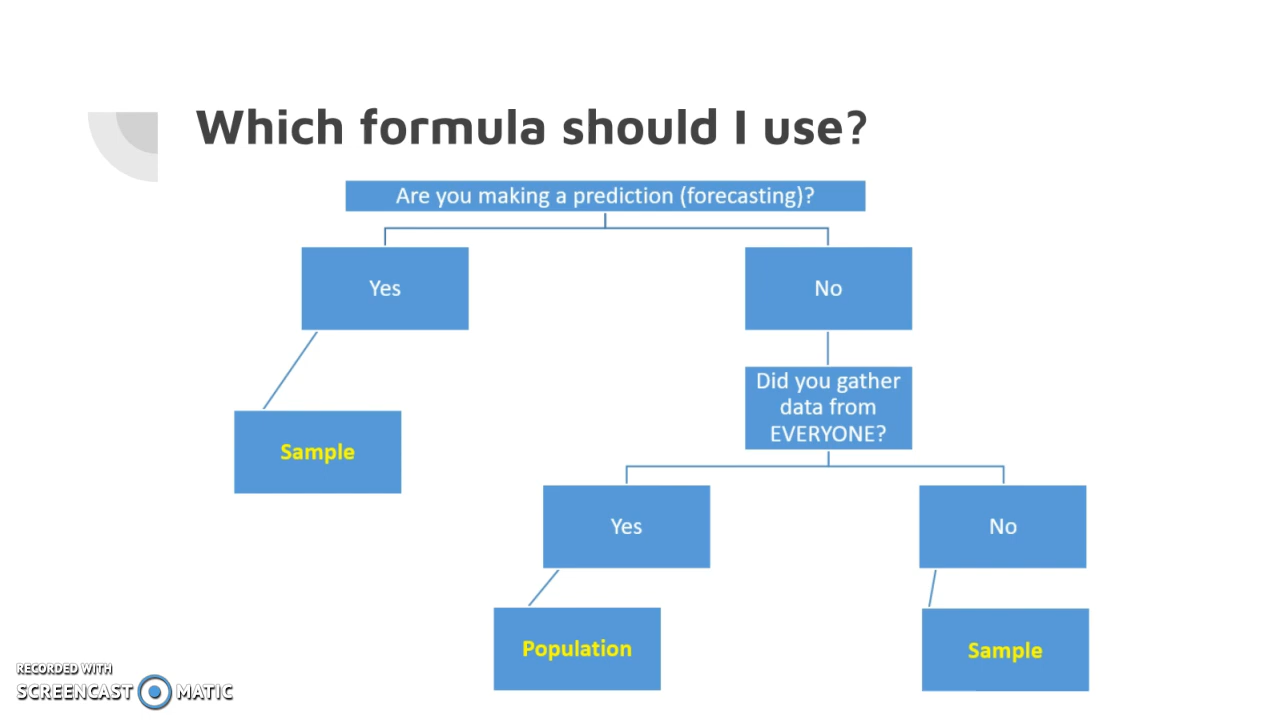 Which formula should I use?
Are you making a prediction (forecasting)?
Yes
No
Did you gather
data from
EVERYONE?
Sample
Yes
No
Population
Sample
RECORDED WITH
SCREENCAST MATIC